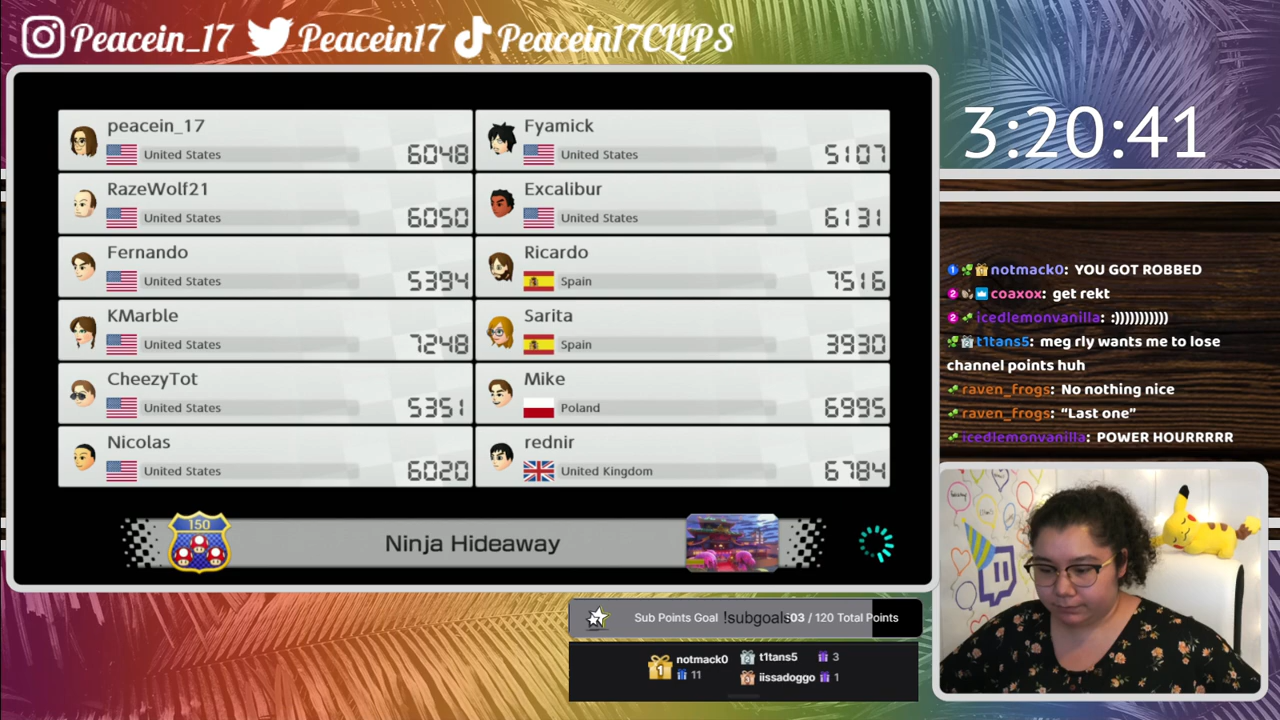 Peacein_17 Peacein17 Peacein17CLIPS
3:20:41
peacein_17
United States 6048
Fyamick
United States 5107
RazeWolf21
United States 6050
Excalibur
United States 6131
Fernando
United States 5394
Ricardo
Spain 7516
KMarble
United States 7248
Sarita
Spain 3930
CheezyTot
United States 5351
Mike
Poland 6995
Nicolas
United States 6020
rednir
United Kingdom 6784
150
Ninja Hideaway
notmack0: YOU GOT ROBBED
coaxox: get rekt
icedlemonvanilla: :)))))))))))
t1tans5: meg rly wants me to lose
channel points huh
raven_frogs: No nothing nice
raven_frogs: “Last one”
icedlemonvanilla: POWER HOURRRRR
Sub Points Goal !subgoals 03 / 120 Total Points
notmack0
11
t1tans5 3
iissadoggo 1